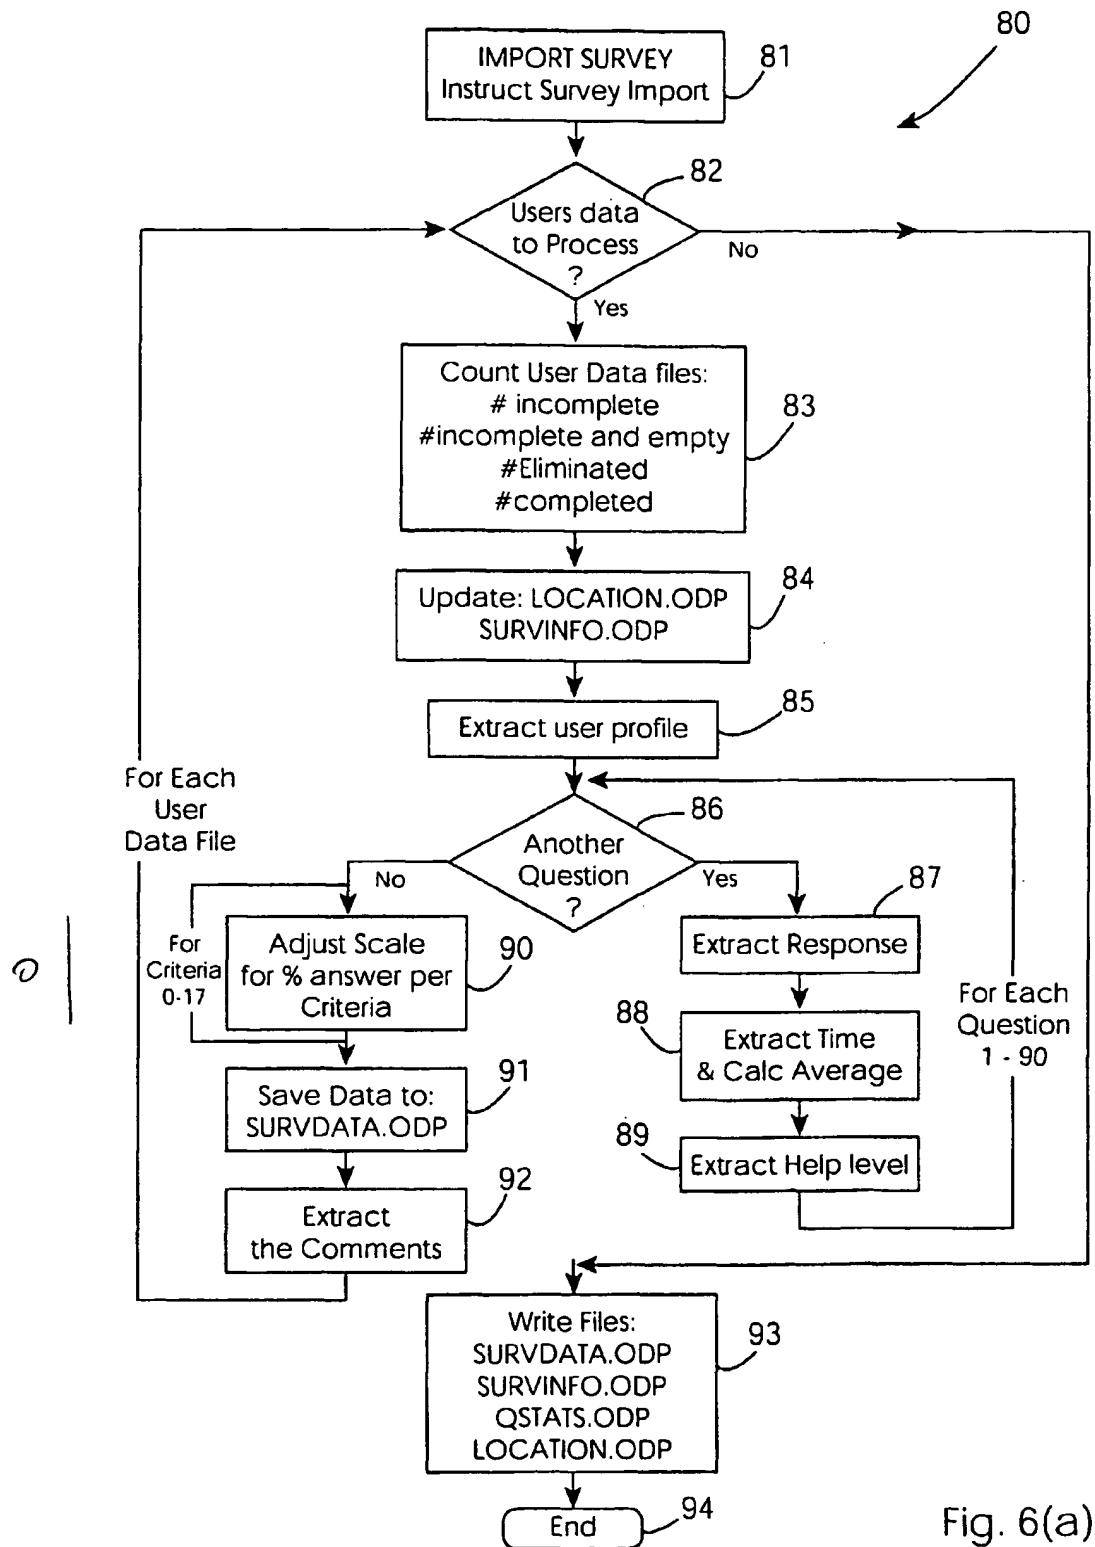 80
IMPORT SURVEY
Instruct Survey Import
81
82
Users data
to Process
?
No
Yes
Count User Data files:
# incomplete
#incomplete and empty
#Eliminated
#completed
83
Update: LOCATION.ODP
SURVINFO.ODP
84
Extract user profile
85
For Each
User
Data File
86
Another
Question
?
No
Yes
87
Extract Response
For
Criteria
0-17
Adjust Scale
for % answer per
Criteria
90
88
Extract Time
& Calc Average
For Each
Question
1 - 90
Save Data to:
SURVDATA.ODP
91
89
Extract Help level
Extract
the Comments
92
Write Files:
SURVDATA.ODP
SURVINFO.ODP
QSTATS.ODP
LOCATION.ODP
93
End
94
Fig. 6(a)